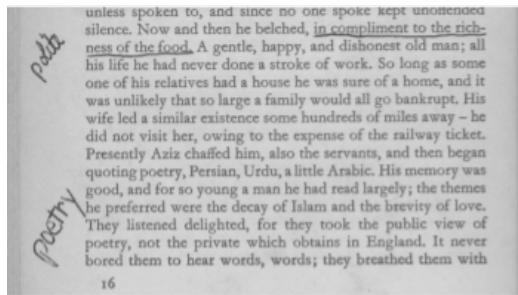 unless spoken to, and since no one spoke kept unoffended
silence. Now and then he belched, in compliment to the rich-
ness of the food. A gentle, happy, and dishonest old man; all
his life he had never done a stroke of work. So long as some
one of his relatives had a house he was sure of a home, and it
was unlikely that so large a family would all go bankrupt. His
wife led a similar existence some hundreds of miles away – he
did not visit her, owing to the expense of the railway ticket.
Presently Aziz chaffed him, also the servants, and then began
quoting poetry, Persian, Urdu, a little Arabic. His memory was
good, and for so young a man he had read largely; the themes
he preferred were the decay of Islam and the brevity of love.
They listened delighted, for they took the public view of
poetry, not the private which obtains in England. It never
bored them to hear words, words; they breathed them with
16
polite
poetry